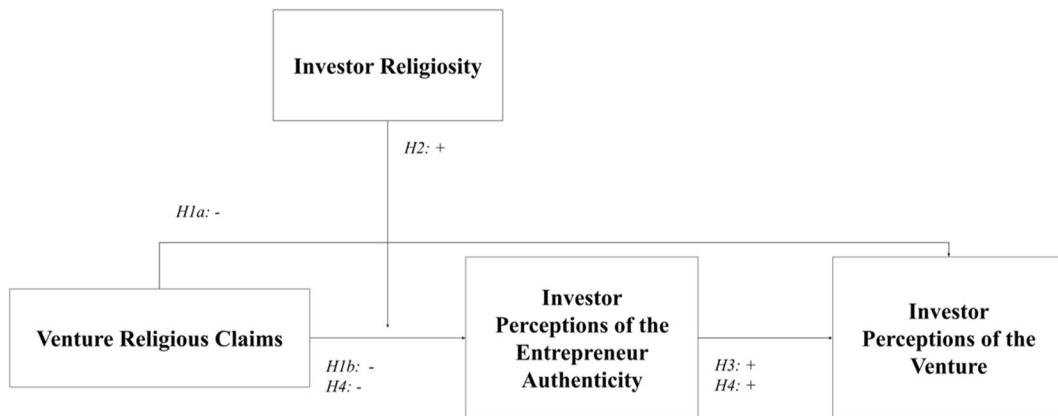 Investor Religiosity
H2: +
H1a: -
Venture Religious Claims
H1b: -
H4: -
Investor
Perceptions of the
Entrepreneur
Authenticity
H3: +
H4: +
Investor
Perceptions of the
Venture